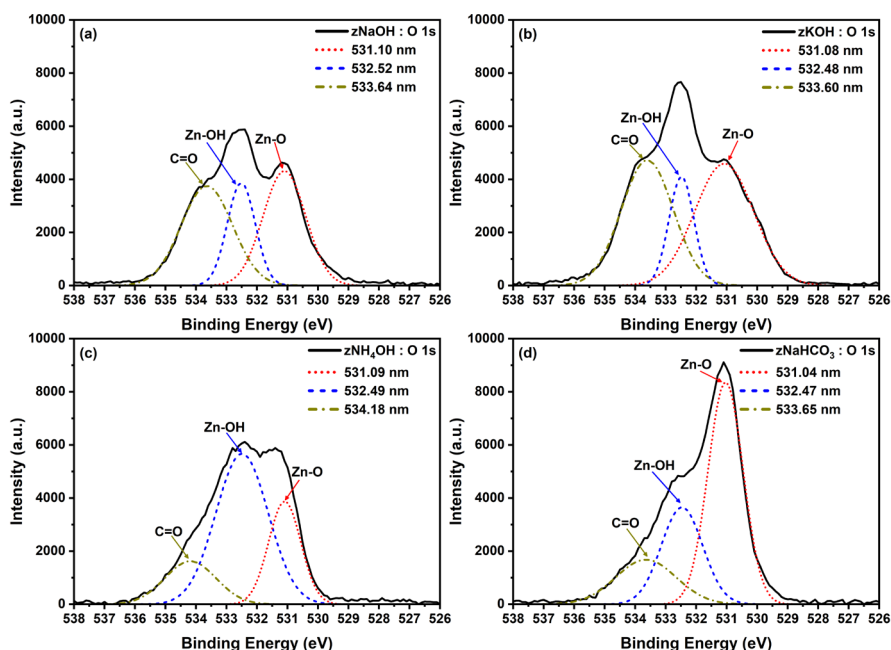 (a)
zNaOH : O 1s
531.10 nm
532.52 nm
533.64 nm
Zn-OH
Zn-O
C=O
10000
8000
6000
4000
2000
0
538 537 536 535 534 533 532 531 530 529 528 527 526
Binding Energy (eV)
Intensity (a.u.)
(b)
zKOH : O 1s
531.08 nm
532.48 nm
533.60 nm
Zn-OH
Zn-O
C=O
10000
8000
6000
4000
2000
0
538 537 536 535 534 533 532 531 530 529 528 527 526
Binding Energy (eV)
Intensity (a.u.)
(c)
zNH₄OH : O 1s
531.09 nm
532.49 nm
534.18 nm
Zn-OH
Zn-O
C=O
10000
8000
6000
4000
2000
0
538 537 536 535 534 533 532 531 530 529 528 527 526
Binding Energy (eV)
Intensity (a.u.)
(d)
zNaHCO₃ : O 1s
531.04 nm
532.47 nm
533.65 nm
Zn-O
Zn-OH
C=O
10000
8000
6000
4000
2000
0
538 537 536 535 534 533 532 531 530 529 528 527 526
Binding Energy (eV)
Intensity (a.u.)